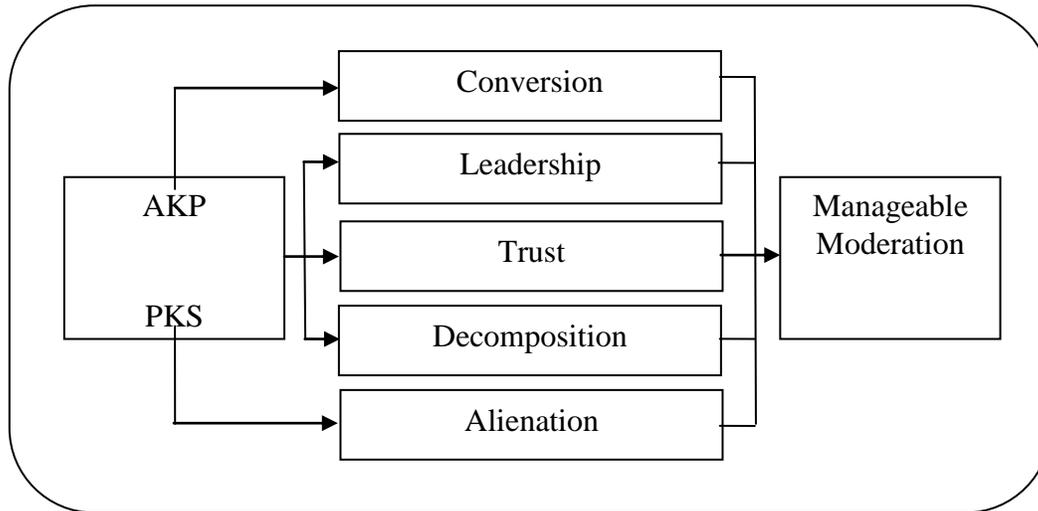 Conversion
Leadership
AKP
Manageable
Moderation
Trust
PKS
Decomposition
Alienation